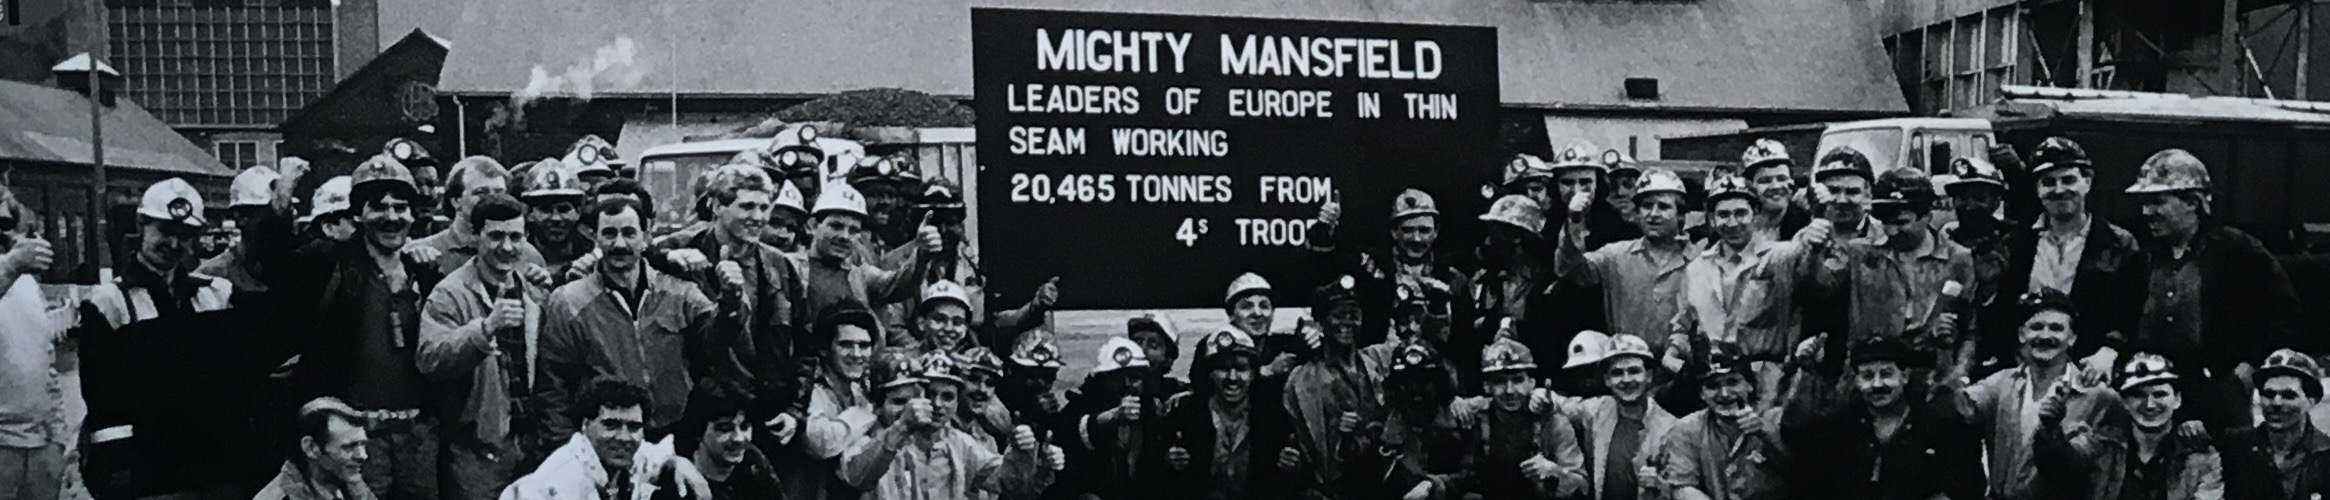 MIGHTY MANSFIELD
LEADERS OF EUROPE IN THIN
SEAM WORKING
20,465 TONNES FROM
4s